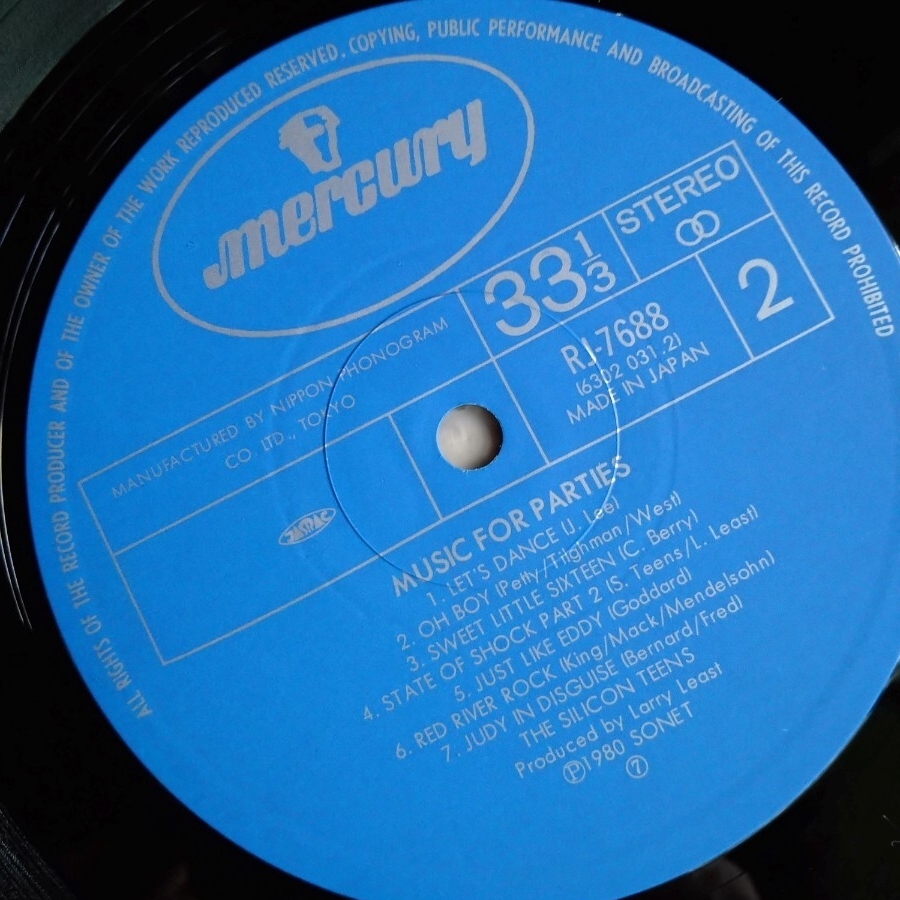 ALL RIGHTS OF THE RECORD PRODUCER AND OF THE OWNER OF THE WORK REPRODUCED RESERVED. COPYING, PUBLIC PERFORMANCE AND BROADCASTING OF THIS RECORD PROHIBITED
mercury
33 1/3
STEREO
2
RJ-7688
(6302 031.2)
MADE IN JAPAN
MANUFACTURED BY NIPPON PHONOGRAM
CO. LTD., TOKYO
MUSIC FOR PARTIES
1. LET'S DANCE (J. Lee)
2. OH BOY (Petty/Tilghman/West)
3. SWEET LITTLE SIXTEEN (C. Berry)
4. STATE OF SHOCK PART 2 (S. Teens/L. Least)
5. JUST LIKE EDDY (Goddard)
6. RED RIVER ROCK (King/Mack/Mendelsohn)
7. JUDY IN DISGUISE (Bernard/Fred)
THE SILICON TEENS
Produced by Larry Least
Ⓟ1980 SONET
⑦